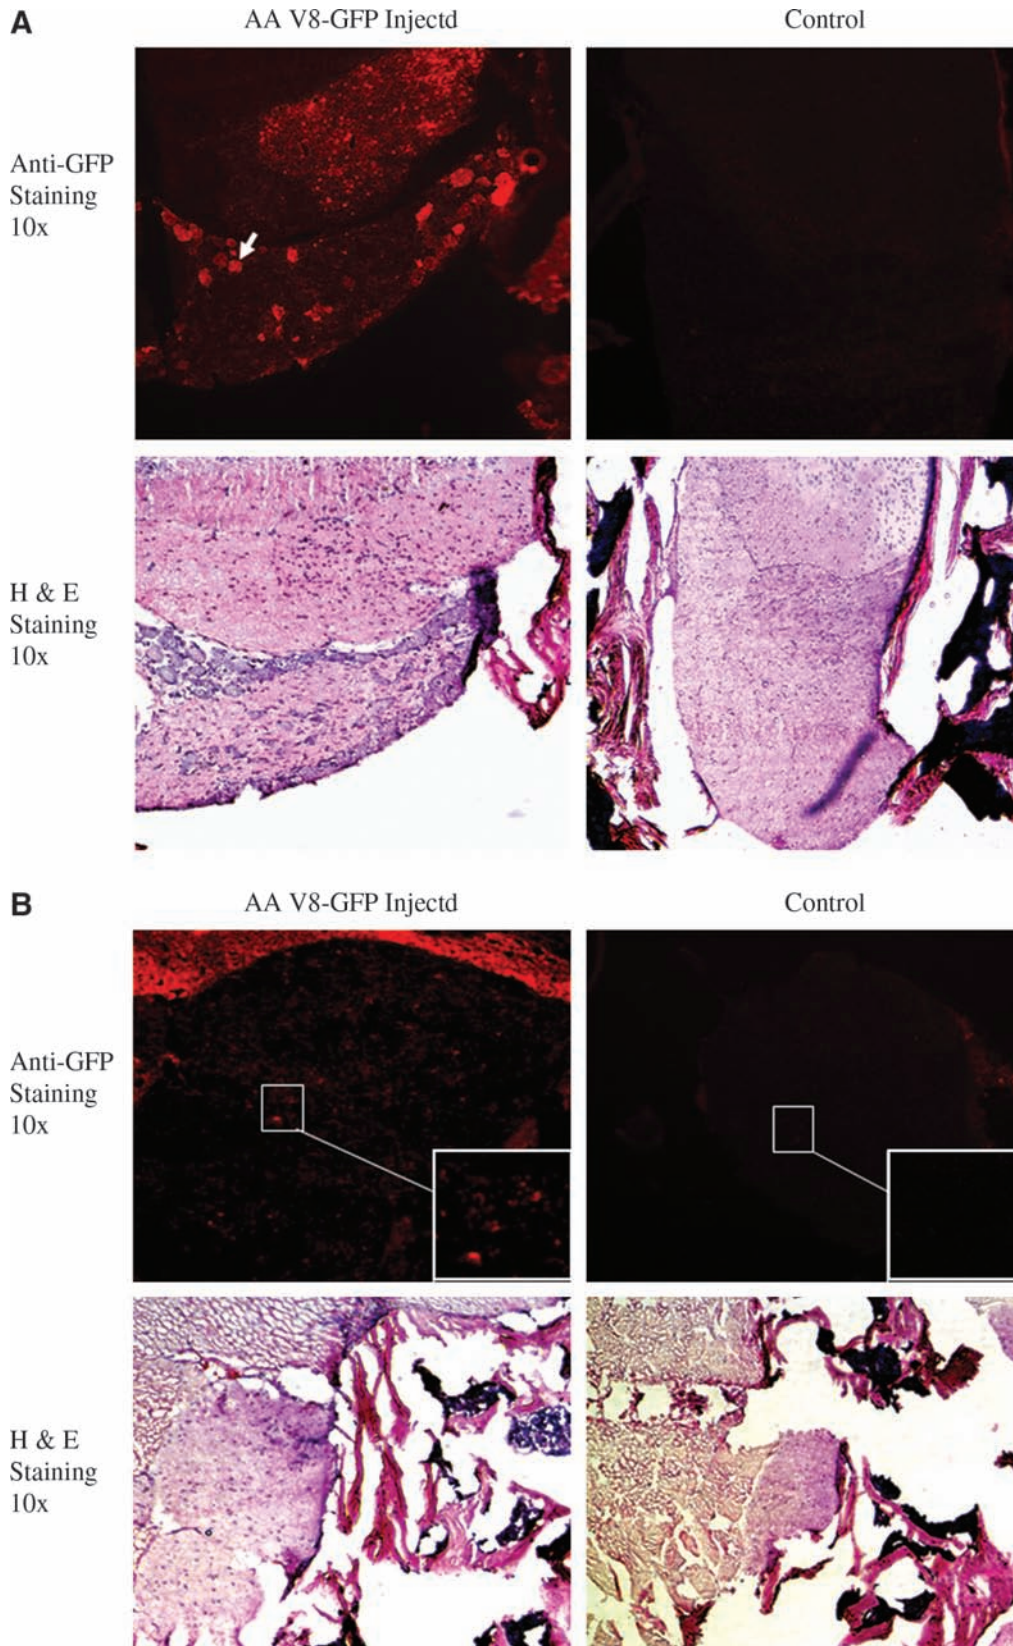 A
AA V8-GFP Injectd
Control
Anti-GFP
Staining
10x
H & E
Staining
10x
B
AA V8-GFP Injectd
Control
Anti-GFP
Staining
10x
H & E
Staining
10x